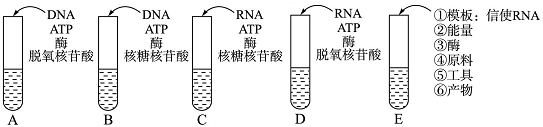 DNA
ATP
酶
脱氧核苷酸
A
DNA
ATP
酶
核糖核苷酸
B
RNA
ATP
酶
核糖核苷酸
C
RNA
ATP
酶
脱氧核苷酸
D
①模板：信使RNA
②能量
③酶
④原料
⑤工具
⑥产物
E